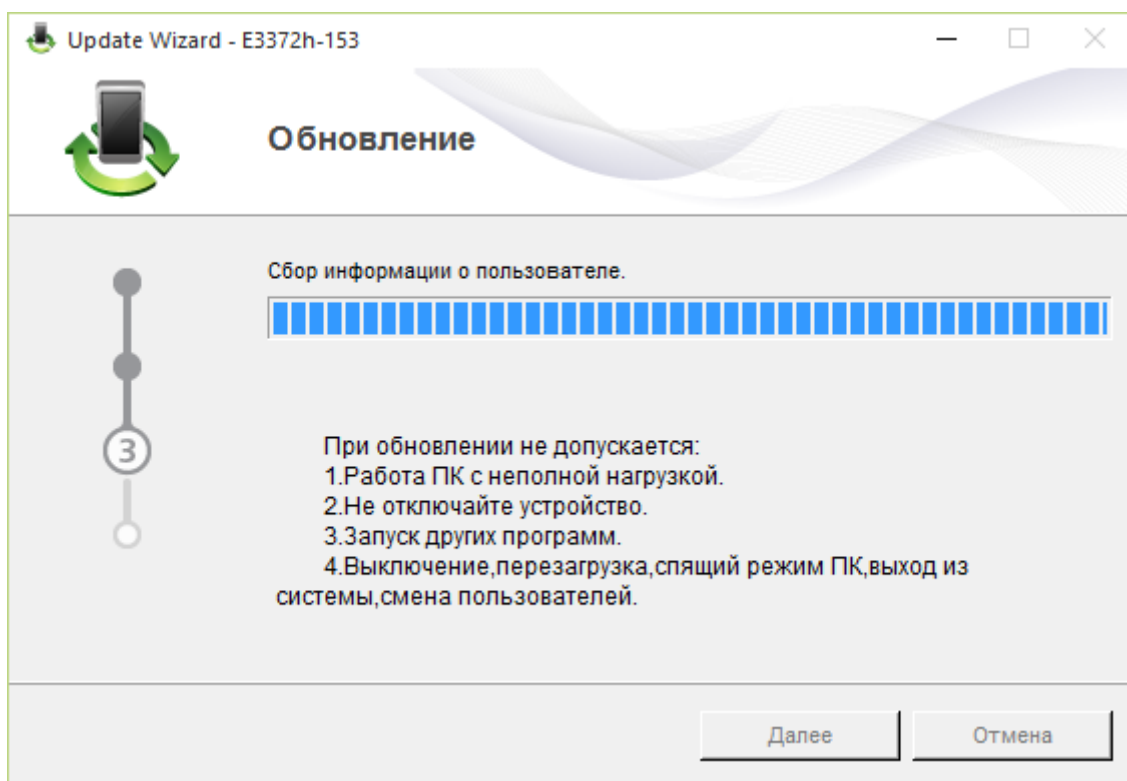 Update Wizard - E3372h-153
Обновление
Сбор информации о пользователе.
3
При обновлении не допускается:
1.Работа ПК с неполной нагрузкой.
2.Не отключайте устройство.
3.Запуск других программ.
4.Выключение,перезагрузка,спящий режим ПК,выход из
системы,смена пользователей.
Далее
Отмена